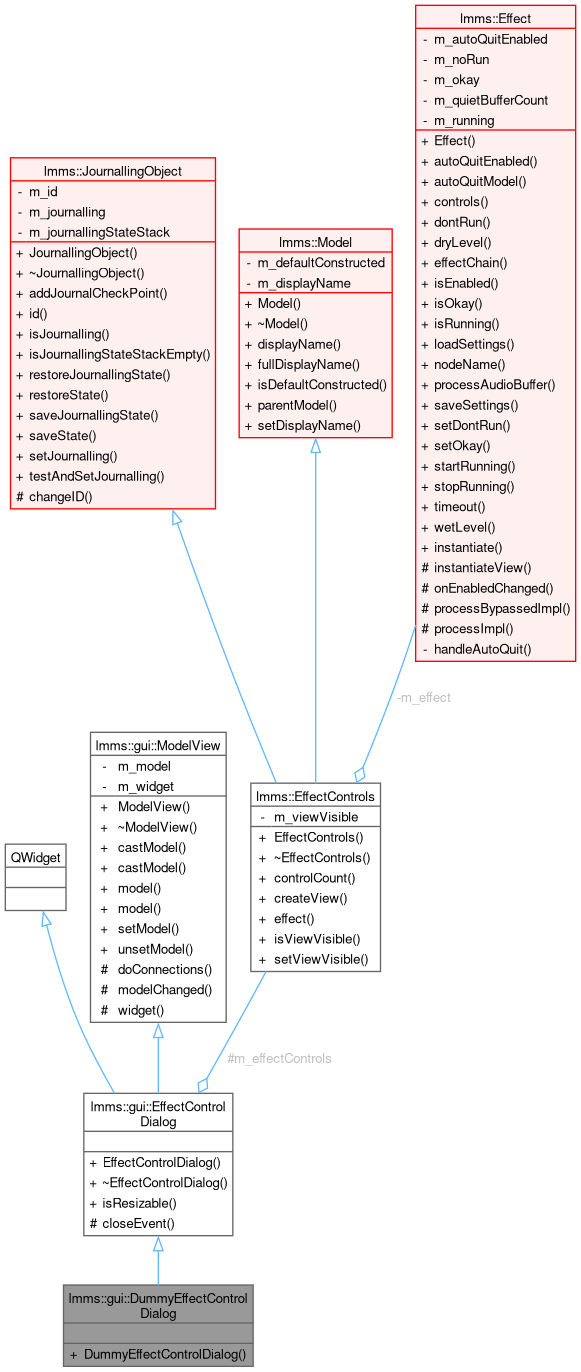 lmms::Effect
- m_autoQuitEnabled
- m_noRun
- m_okay
- m_quietBufferCount
- m_running
+ Effect()
+ autoQuitEnabled()
+ autoQuitModel()
+ controls()
+ dontRun()
+ dryLevel()
+ effectChain()
+ isEnabled()
+ isOkay()
+ isRunning()
+ loadSettings()
+ nodeName()
+ processAudioBuffer()
+ saveSettings()
+ setDontRun()
+ setOkay()
+ startRunning()
+ stopRunning()
+ timeout()
+ wetLevel()
+ instantiate()
# instantiateView()
# onEnabledChanged()
# processBypassedImpl()
# processImpl()
- handleAutoQuit()
lmms::JournallingObject
- m_id
- m_journalling
- m_journallingStateStack
+ JournallingObject()
+ ~JournallingObject()
+ addJournalCheckPoint()
+ id()
+ isJournalling()
+ isJournallingStateStackEmpty()
+ restoreJournallingState()
+ restoreState()
+ saveJournallingState()
+ saveState()
+ setJournalling()
+ testAndSetJournalling()
# changeID()
lmms::Model
- m_defaultConstructed
- m_displayName
+ Model()
+ ~Model()
+ displayName()
+ fullDisplayName()
+ isDefaultConstructed()
+ parentModel()
+ setDisplayName()
-m_effect
lmms::gui::ModelView
- m_model
- m_widget
+ ModelView()
+ ~ModelView()
+ castModel()
+ castModel()
+ model()
+ model()
+ setModel()
+ unsetModel()
# doConnections()
# modelChanged()
# widget()
lmms::EffectControls
- m_viewVisible
+ EffectControls()
+ ~EffectControls()
+ controlCount()
+ createView()
+ effect()
+ isViewVisible()
+ setViewVisible()
QWidget
#m_effectControls
lmms::gui::EffectControl
Dialog
+ EffectControlDialog()
+ ~EffectControlDialog()
+ isResizable()
# closeEvent()
lmms::gui::DummyEffectControl
Dialog
+ DummyEffectControlDialog()